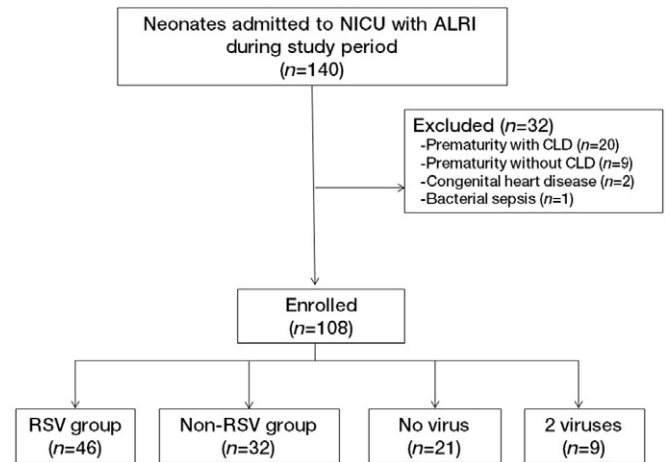 Neonates admitted to NICU with ALRI
during study period
(n=140)
Excluded (n=32)
-Prematurity with CLD (n=20)
-Prematurity without CLD (n=9)
-Congenital heart disease (n=2)
-Bacterial sepsis (n=1)
Enrolled
(n=108)
RSV group
(n=46)
Non-RSV group
(n=32)
No virus
(n=21)
2 viruses
(n=9)